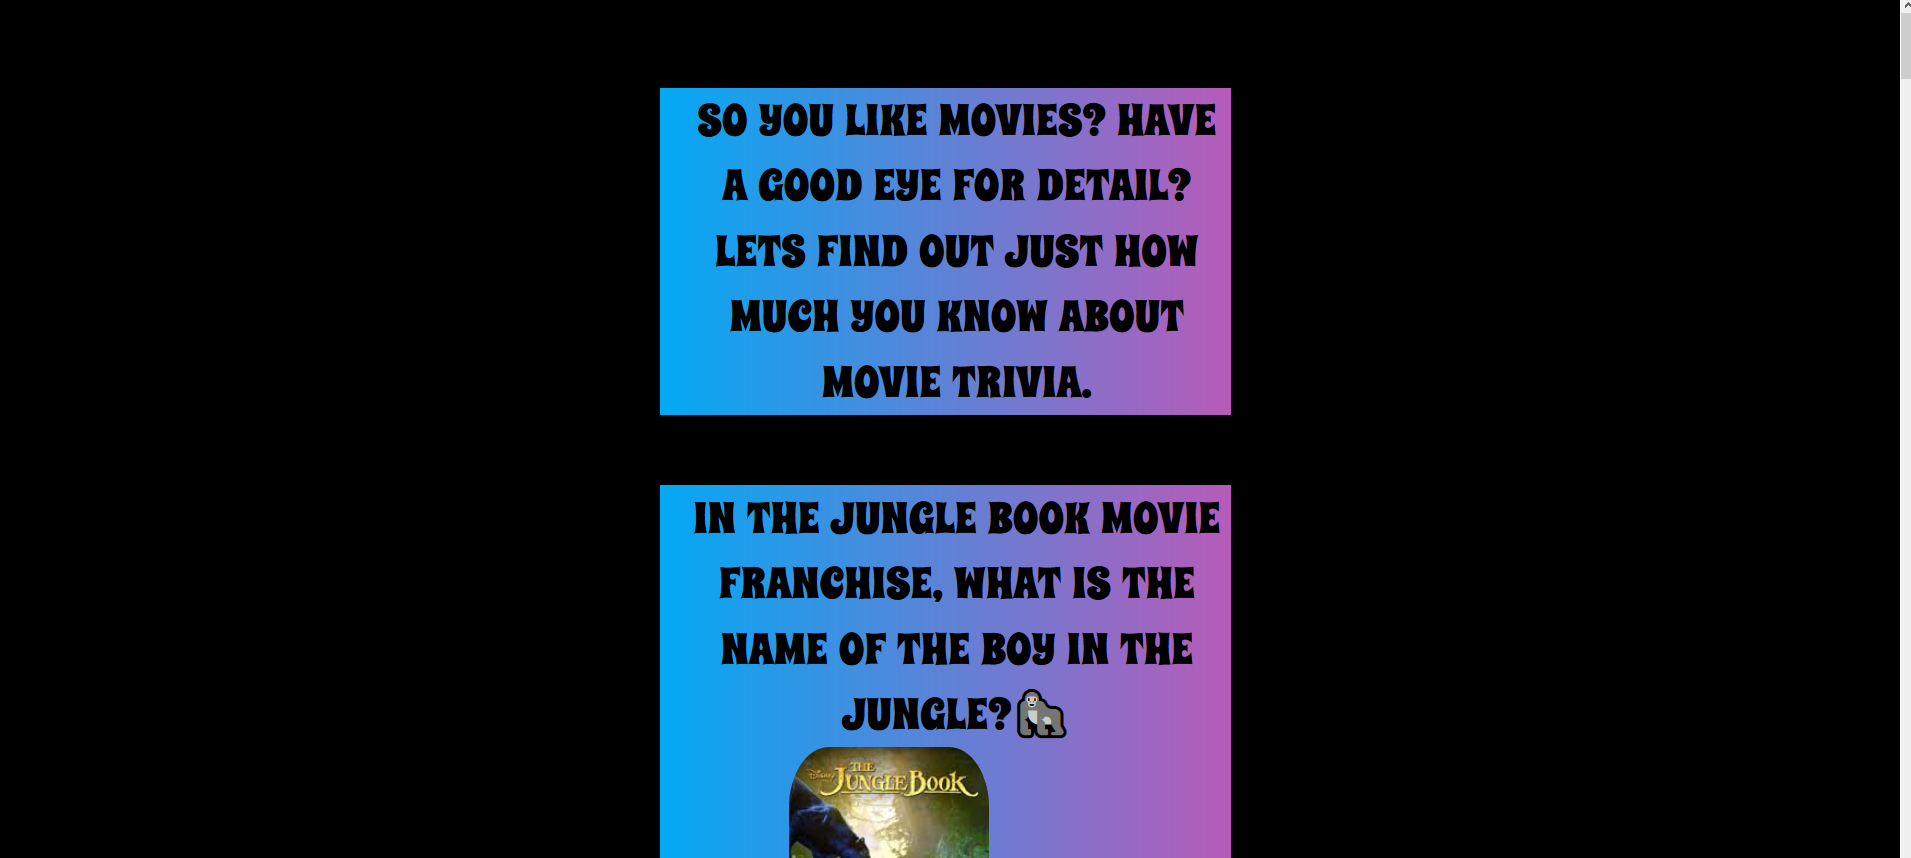 SO YOU LIKE MOVIES? HAVE
A GOOD EYE FOR DETAIL?
LETS FIND OUT JUST HOW
MUCH YOU KNOW ABOUT
MOVIE TRIVIA.
IN THE JUNGLE BOOK MOVIE
FRANCHISE, WHAT IS THE
NAME OF THE BOY IN THE
JUNGLE?🦍
Disney
THE
JUNGLE BOOK